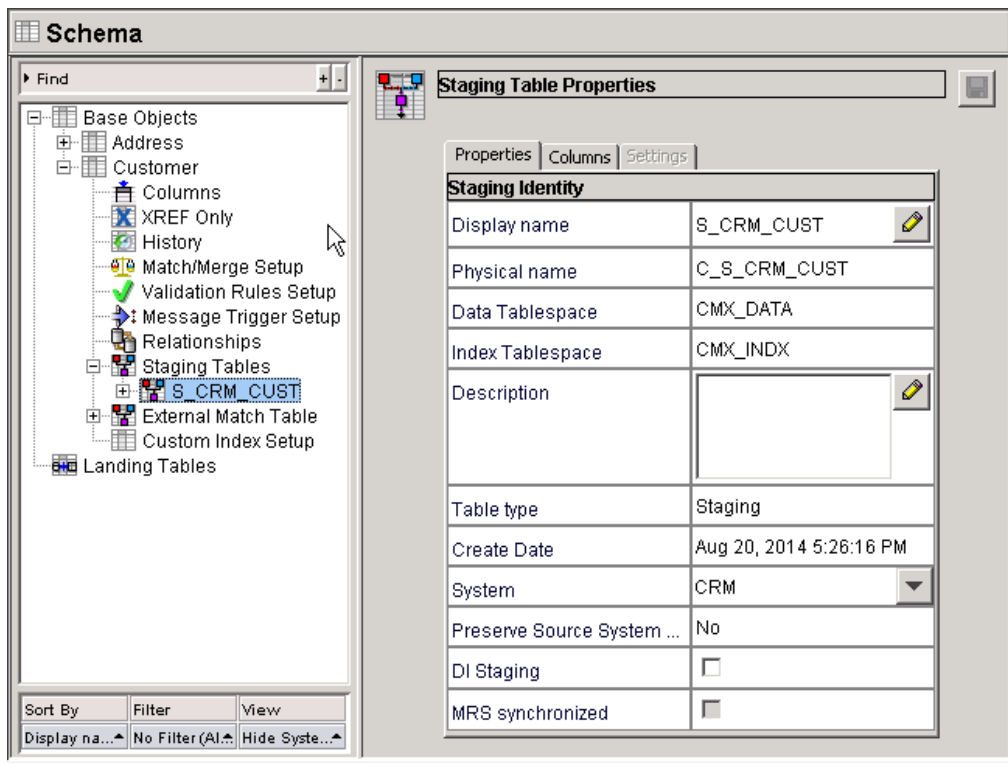 Schema
Find
+ -
Base Objects
Address
Customer
Columns
XREF Only
History
Match/Merge Setup
Validation Rules Setup
Message Trigger Setup
Relationships
Staging Tables
S_CRM_CUST
External Match Table
Custom Index Setup
Landing Tables
Sort By Filter View
Display na... No Filter (Al... Hide Syste...
Staging Table Properties
Properties Columns Settings
Staging Identity
Display name S_CRM_CUST
Physical name C_S_CRM_CUST
Data Tablespace CMX_DATA
Index Tablespace CMX_INDX
Description
Table type Staging
Create Date Aug 20, 2014 5:26:16 PM
System CRM
Preserve Source System ... No
DI Staging
MRS synchronized